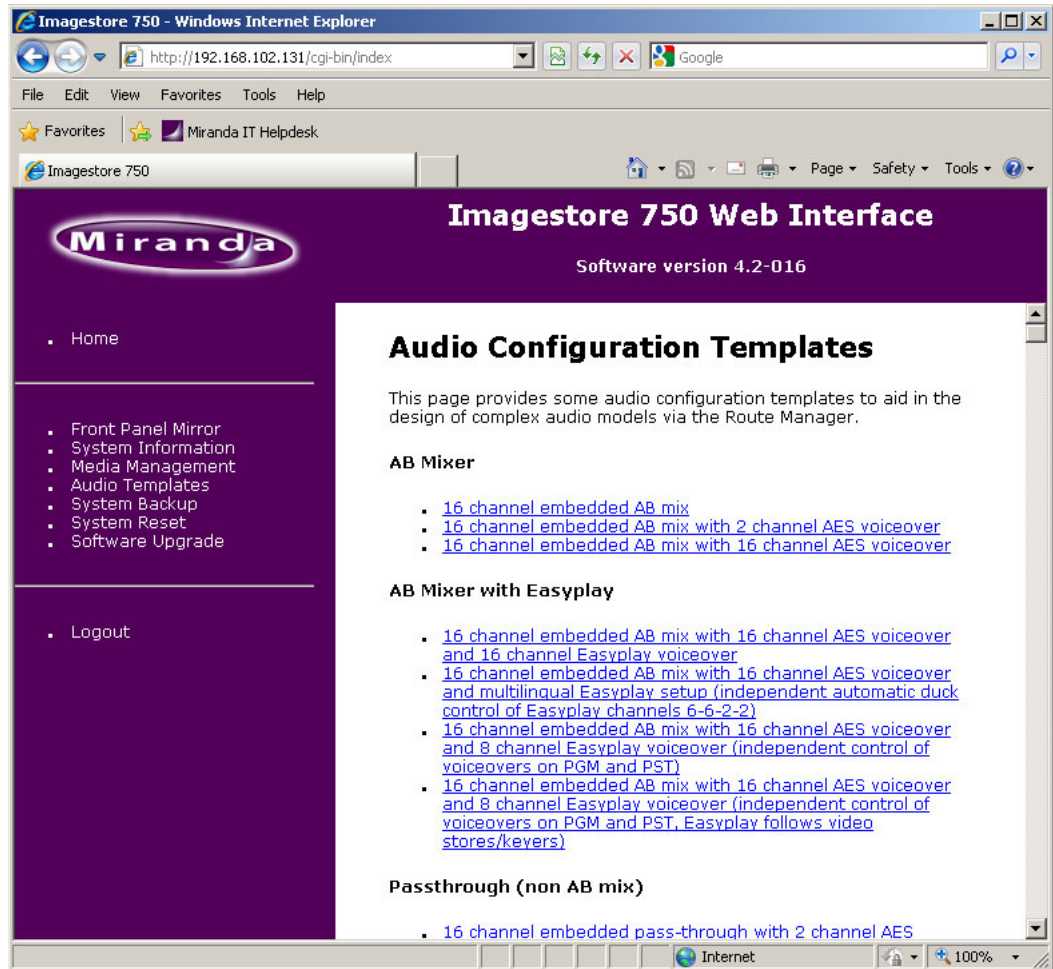 Imagestore 750 - Windows Internet Explorer
http://192.168.102.131/cgi-bin/index
Google
File Edit View Favorites Tools Help
Favorites Miranda IT Helpdesk
Imagestore 750
Page Safety Tools
Miranda
Imagestore 750 Web Interface
Software version 4.2-016
Home
Front Panel Mirror
System Information
Media Management
Audio Templates
System Backup
System Reset
Software Upgrade
Logout
Audio Configuration Templates
This page provides some audio configuration templates to aid in the
design of complex audio models via the Route Manager.
AB Mixer
16 channel embedded AB mix
16 channel embedded AB mix with 2 channel AES voiceover
16 channel embedded AB mix with 16 channel AES voiceover
AB Mixer with Easyplay
16 channel embedded AB mix with 16 channel AES voiceover
and 16 channel Easyplay voiceover
16 channel embedded AB mix with 16 channel AES voiceover
and multilingual Easyplay setup (independent automatic duck
control of Easyplay channels 6-6-2-2)
16 channel embedded AB mix with 16 channel AES voiceover
and 8 channel Easyplay voiceover (independent control of
voiceovers on PGM and PST)
16 channel embedded AB mix with 16 channel AES voiceover
and 8 channel Easyplay voiceover (independent control of
voiceovers on PGM and PST, Easyplay follows video
stores/keyers)
Passthrough (non AB mix)
16 channel embedded pass-through with 2 channel AES
Internet
100%